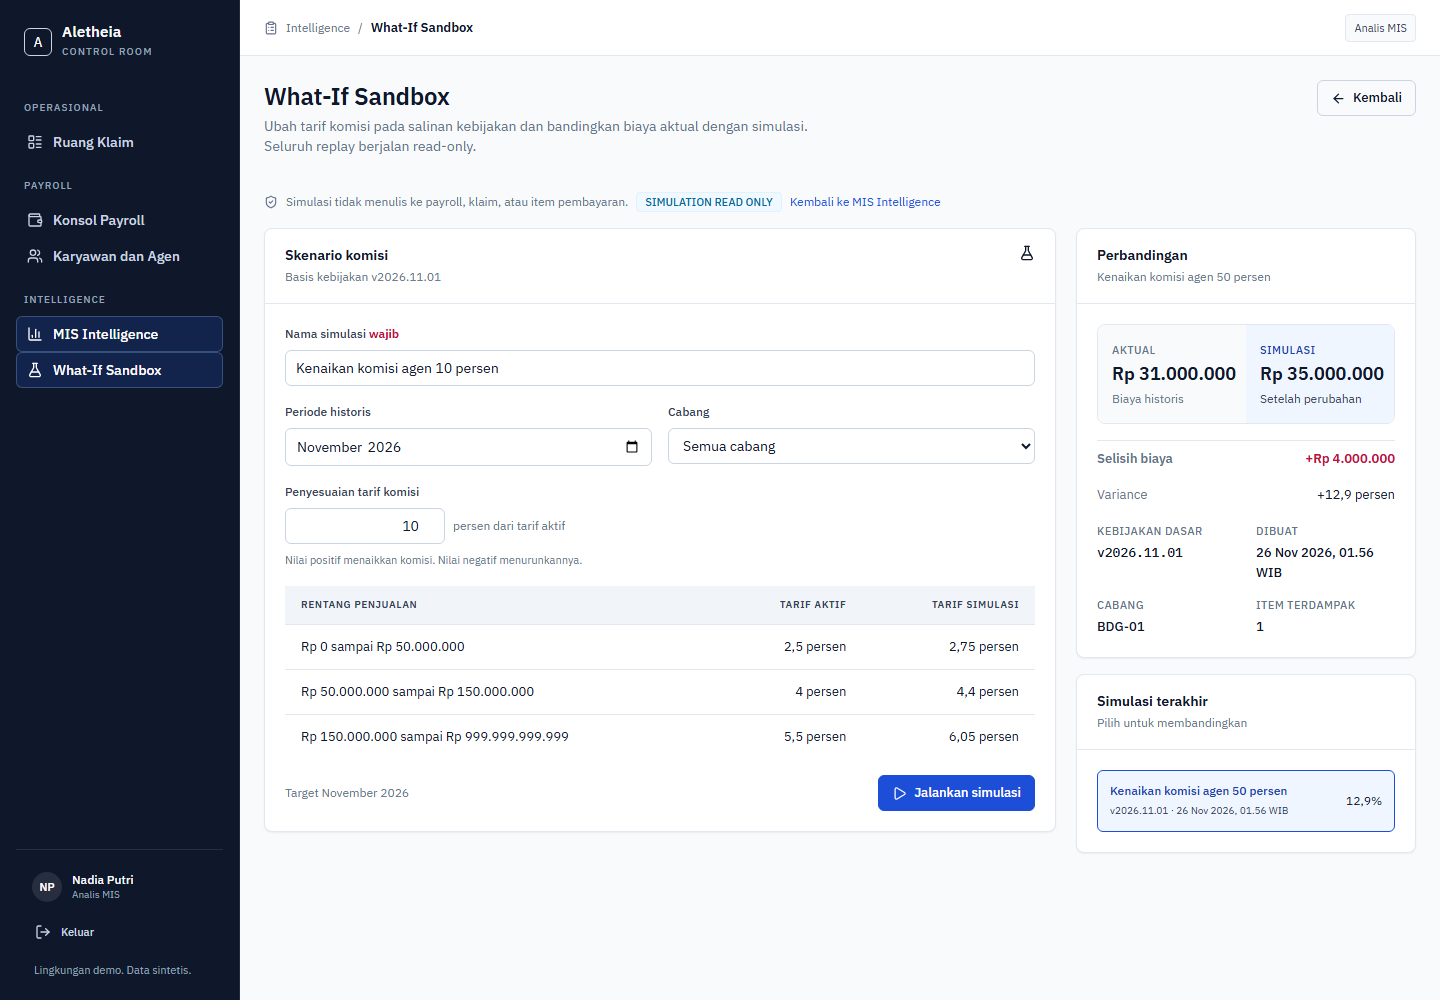 A
Aletheia
CONTROL ROOM
OPERASIONAL
Ruang Klaim
PAYROLL
Konsol Payroll
Karyawan dan Agen
INTELLIGENCE
MIS Intelligence
What-If Sandbox
NP
Nadia Putri
Analis MIS
Keluar
Lingkungan demo. Data sintetis.
Intelligence / What-If Sandbox
Analis MIS
What-If Sandbox
Kembali
Ubah tarif komisi pada salinan kebijakan dan bandingkan biaya aktual dengan simulasi.
Seluruh replay berjalan read-only.
Simulasi tidak menulis ke payroll, klaim, atau item pembayaran. SIMULATION READ ONLY Kembali ke MIS Intelligence
Skenario komisi
Basis kebijakan v2026.11.01
Nama simulasi wajib
Kenaikan komisi agen 10 persen
Periode historis Cabang
November 2026 Semua cabang
Penyesuaian tarif komisi
10 persen dari tarif aktif
Nilai positif menaikkan komisi. Nilai negatif menurunkannya.
RENTANG PENJUALAN TARIF AKTIF TARIF SIMULASI
Rp 0 sampai Rp 50.000.000 2,5 persen 2,75 persen
Rp 50.000.000 sampai Rp 150.000.000 4 persen 4,4 persen
Rp 150.000.000 sampai Rp 999.999.999.999 5,5 persen 6,05 persen
Target November 2026 Jalankan simulasi
Perbandingan
Kenaikan komisi agen 50 persen
AKTUAL SIMULASI
Rp 31.000.000 Rp 35.000.000
Biaya historis Setelah perubahan
Selisih biaya +Rp 4.000.000
Variance +12,9 persen
KEBIJAKAN DASAR DIBUAT
v2026.11.01 26 Nov 2026, 01.56
WIB
CABANG ITEM TERDAMPAK
BDG-01 1
Simulasi terakhir
Pilih untuk membandingkan
Kenaikan komisi agen 50 persen 12,9%
v2026.11.01 · 26 Nov 2026, 01.56 WIB